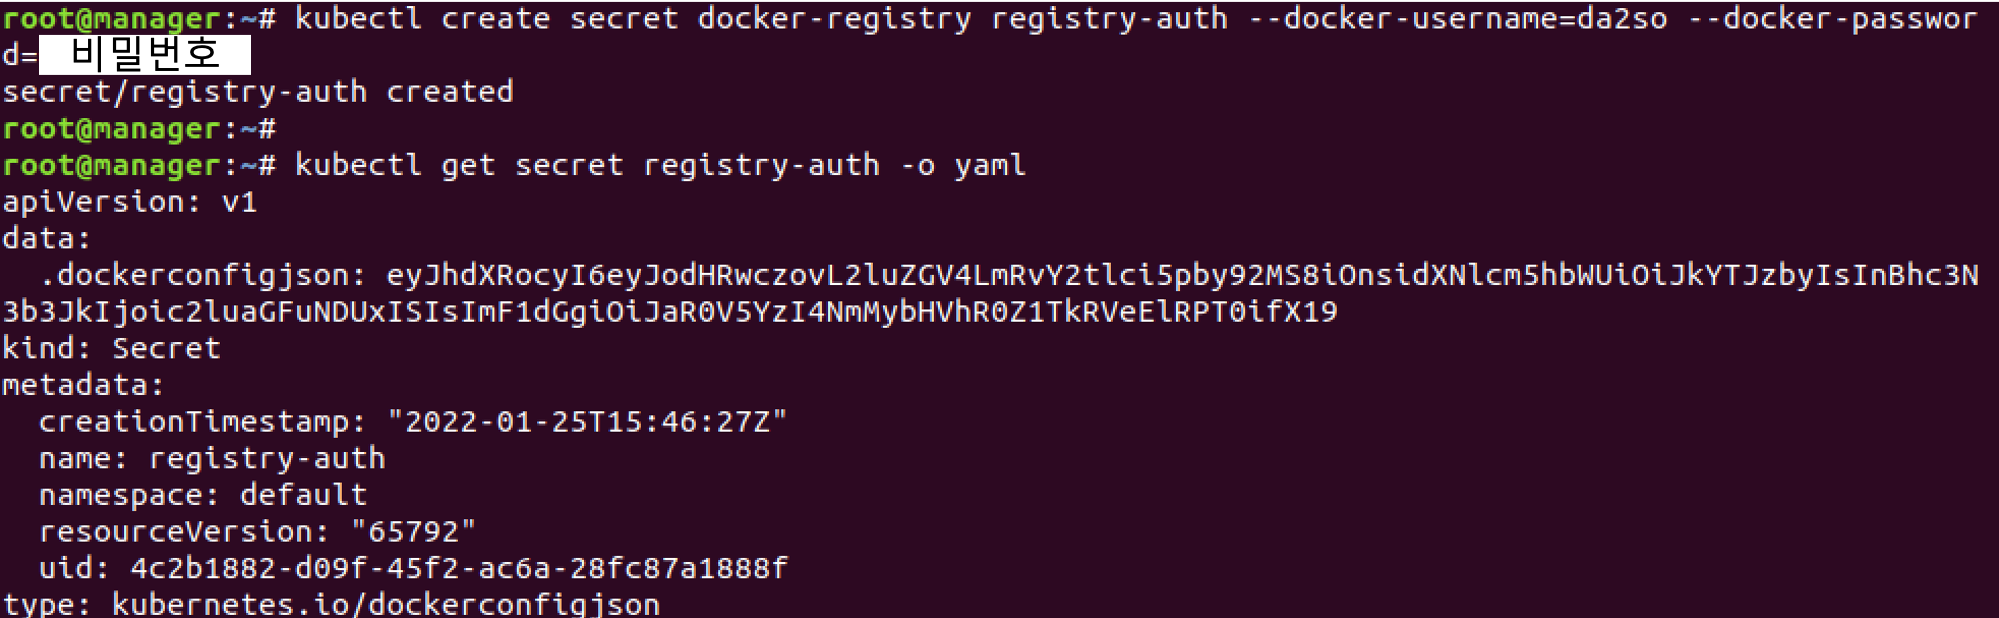 root@manager:~# kubectl create secret docker-registry registry-auth --docker-username=da2so --docker-passwor
d= 비밀번호
secret/registry-auth created
root@manager:~#
root@manager:~# kubectl get secret registry-auth -o yaml
apiVersion: v1
data:
  .dockerconfigjson: eyJhdXRocyI6eyJodHRwczovL2luZGV4LmRvY2tlci5pby92MS8iOnsidXNlcm5hbWUiOiJkYTJzbyIsInBhc3N
3b3JkIjoic2luaGFuNDUxISIsImF1dGgiOiJaR0V5YzI4NmMybHVhR0Z1TkRVeElRPT0ifX19
kind: Secret
metadata:
  creationTimestamp: "2022-01-25T15:46:27Z"
  name: registry-auth
  namespace: default
  resourceVersion: "65792"
  uid: 4c2b1882-d09f-45f2-ac6a-28fc87a1888f
type: kubernetes.io/dockerconfigjson